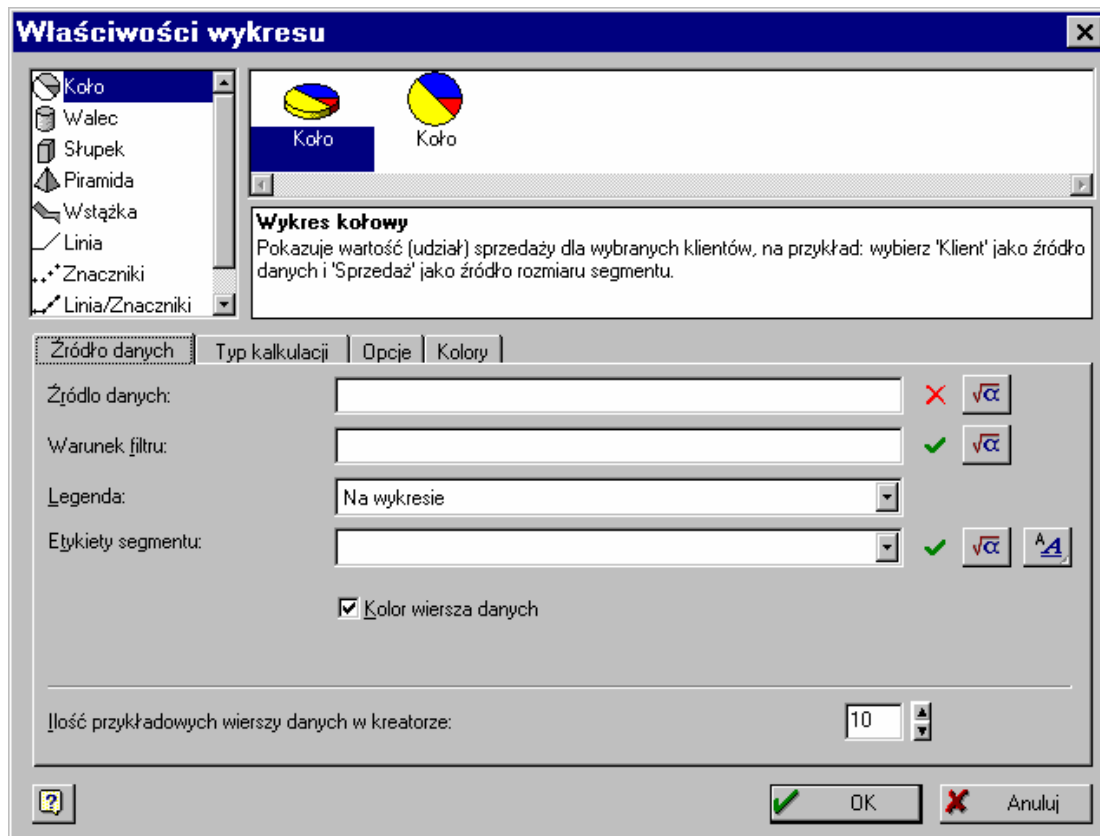 Właściwości wykresu
Koło
Walec
Słupek
Piramida
Wstążka
Linia
Znaczniki
Linia/Znaczniki
Koło
Koło
Wykres kołowy
Pokazuje wartość (udział) sprzedaży dla wybranych klientów, na przykład: wybierz 'Klient' jako źródło
danych i 'Sprzedaż' jako źródło rozmiaru segmentu.
Źródło danych
Typ kalkulacji
Opcje
Kolory
Źródlo danych:
√α
Warunek filtru:
√α
Legenda:
Na wykresie
Etykiety segmentu:
√α
AA
Kolor wiersza danych
Ilość przykładowych wierszy danych w kreatorze:
10
?
OK
Anuluj